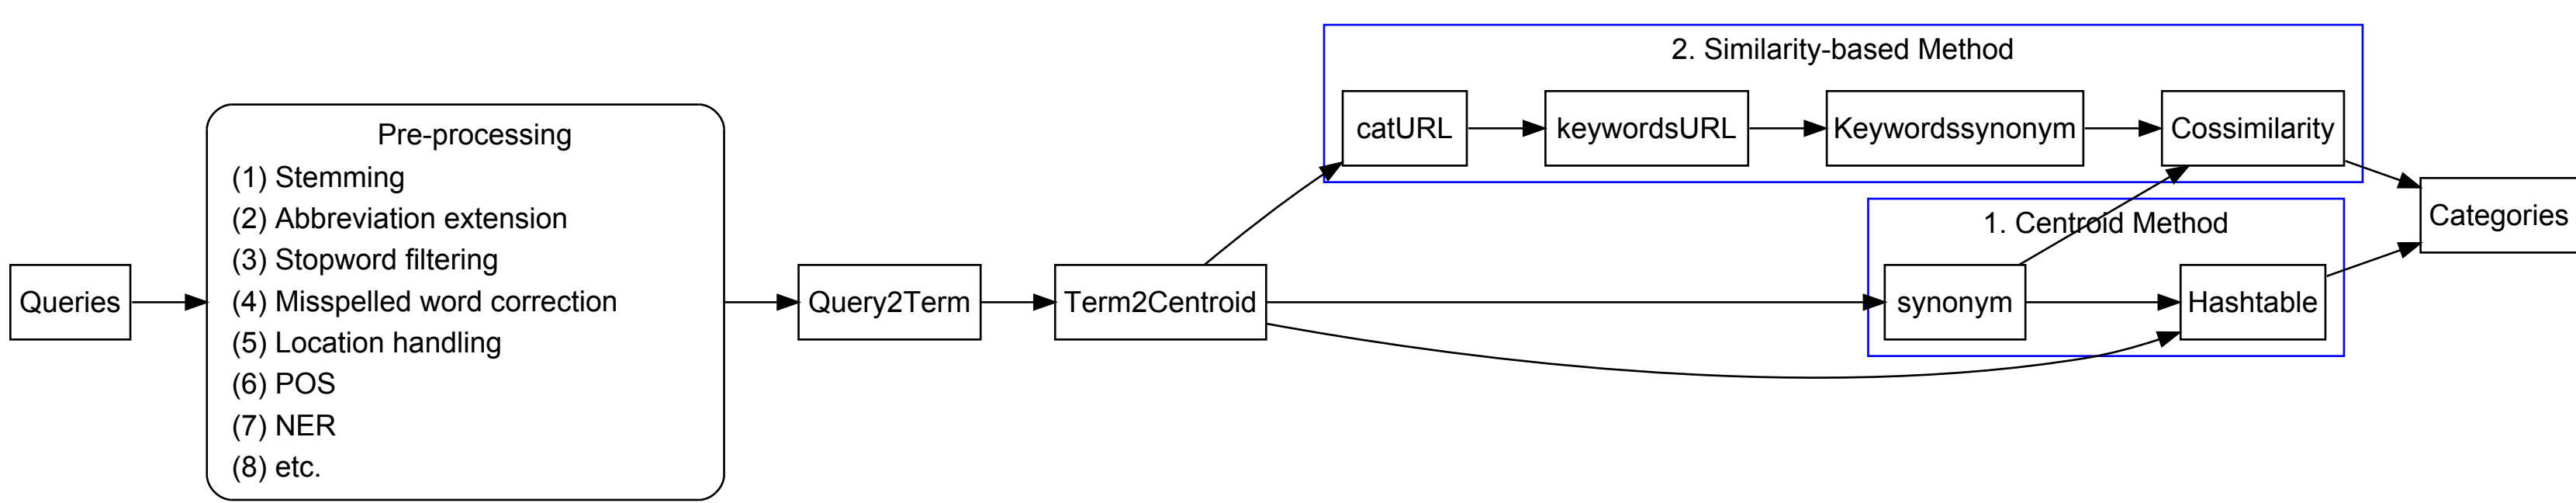 Queries
Pre-processing
(1) Stemming
(2) Abbreviation extension
(3) Stopword filtering
(4) Misspelled word correction
(5) Location handling
(6) POS
(7) NER
(8) etc.
Query2Term
Term2Centroid
2. Similarity-based Method
catURL
keywordsURL
Keywordssynonym
Cossimilarity
1. Centroid Method
synonym
Hashtable
Categories